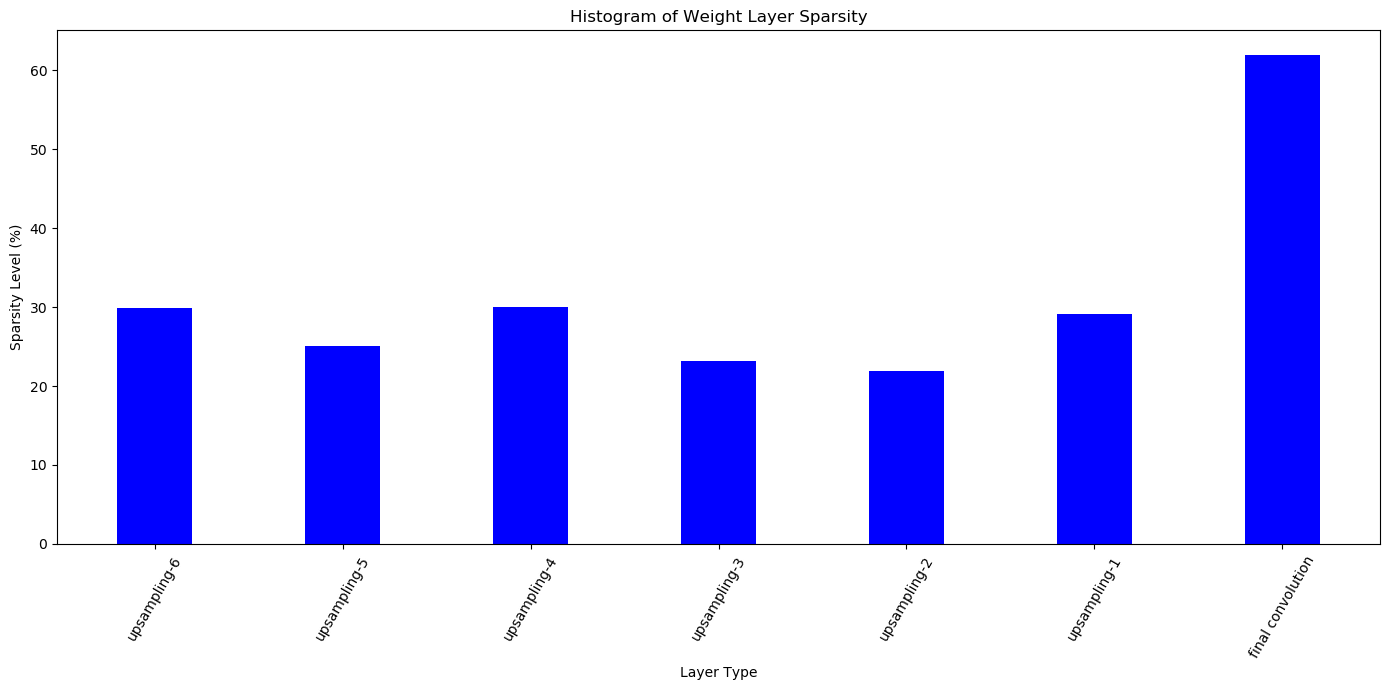 Histogram of Weight Layer Sparsity
Sparsity Level (%)
60
50
40
30
20
10
0
upsampling-6
upsampling-5
upsampling-4
upsampling-3
upsampling-2
upsampling-1
final convolution
Layer Type